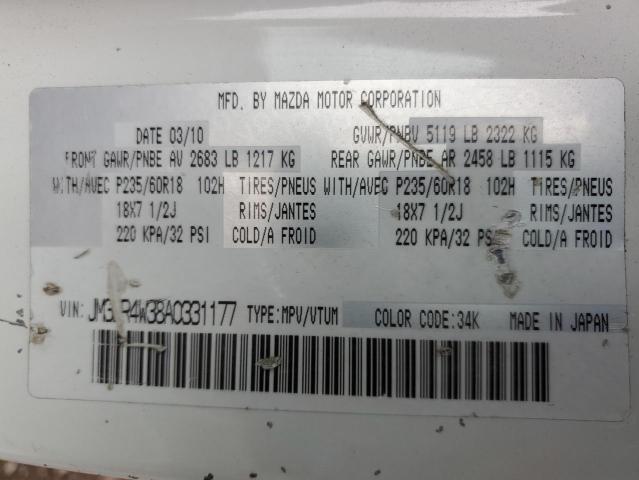 MFD. BY MAZDA MOTOR CORPORATION
DATE 03/10 GVWR/PNBV 5119 LB 2322 KG
FRONT GAWR/PNBE AV 2683 LB 1217 KG REAR GAWR/PNBE AR 2458 LB 1115 KG
WITH/AVEC P235/60R18 102H TIRES/PNEUS WITH/AVEC P235/60R18 102H TIRES/PNEUS
18X7 1/2J RIMS/JANTES 18X7 1/2J RIMS/JANTES
220 KPA/32 PSI COLD/A FROID 220 KPA/32 PSI COLD/A FROID
VIN: TYPE:MPV/VTUM COLOR CODE:34K MADE IN JAPAN